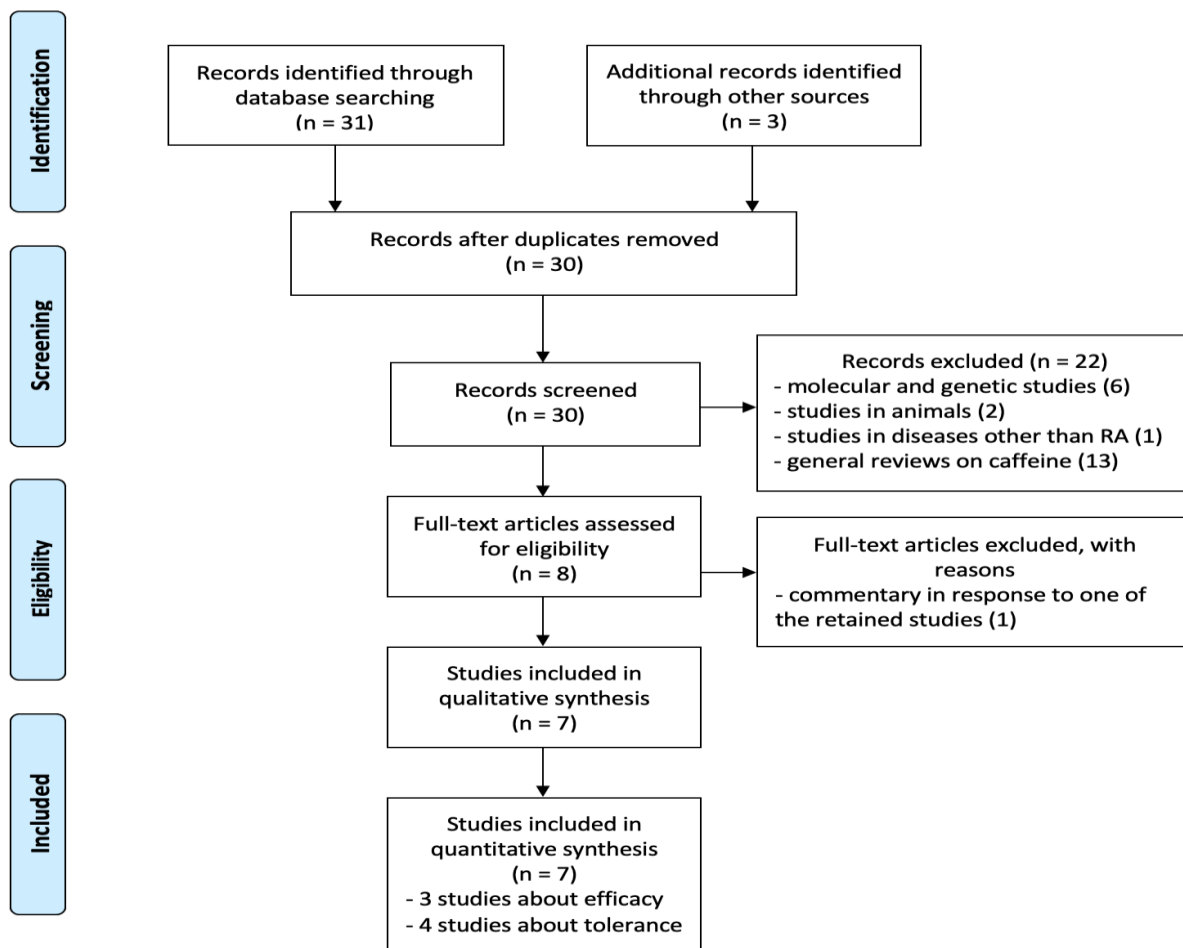 Identification
Records identified through
database searching
(n = 31)
Additional records identified
through other sources
(n = 3)
Records after duplicates removed
(n = 30)
Screening
Records screened
(n = 30)
Records excluded (n = 22)
- molecular and genetic studies (6)
- studies in animals (2)
- studies in diseases other than RA (1)
- general reviews on caffeine (13)
Eligibility
Full-text articles assessed
for eligibility
(n = 8)
Full-text articles excluded, with
reasons
- commentary in response to one of
the retained studies (1)
Studies included in
qualitative synthesis
(n = 7)
Included
Studies included in
quantitative synthesis
(n = 7)
- 3 studies about efficacy
- 4 studies about tolerance